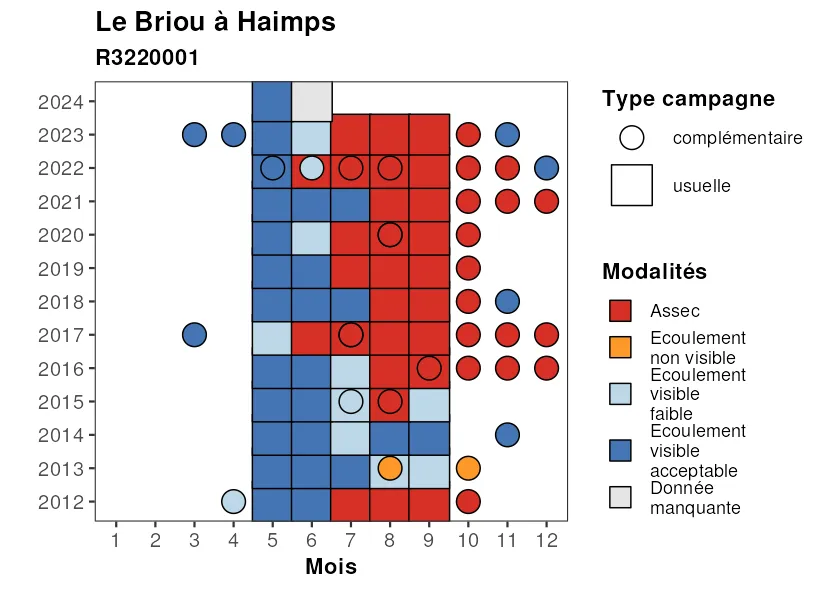 Le Briou à Haimps
R3220001
2024
2023
2022
2021
2020
2019
2018
2017
2016
2015
2014
2013
2012
1 2 3 4 5 6 7 8 9 10 11 12
Mois
Type campagne
complémentaire
usuelle
Modalités
Assec
Ecoulement
non visible
Ecoulement
visible
faible
Ecoulement
visible
acceptable
Donnée
manquante